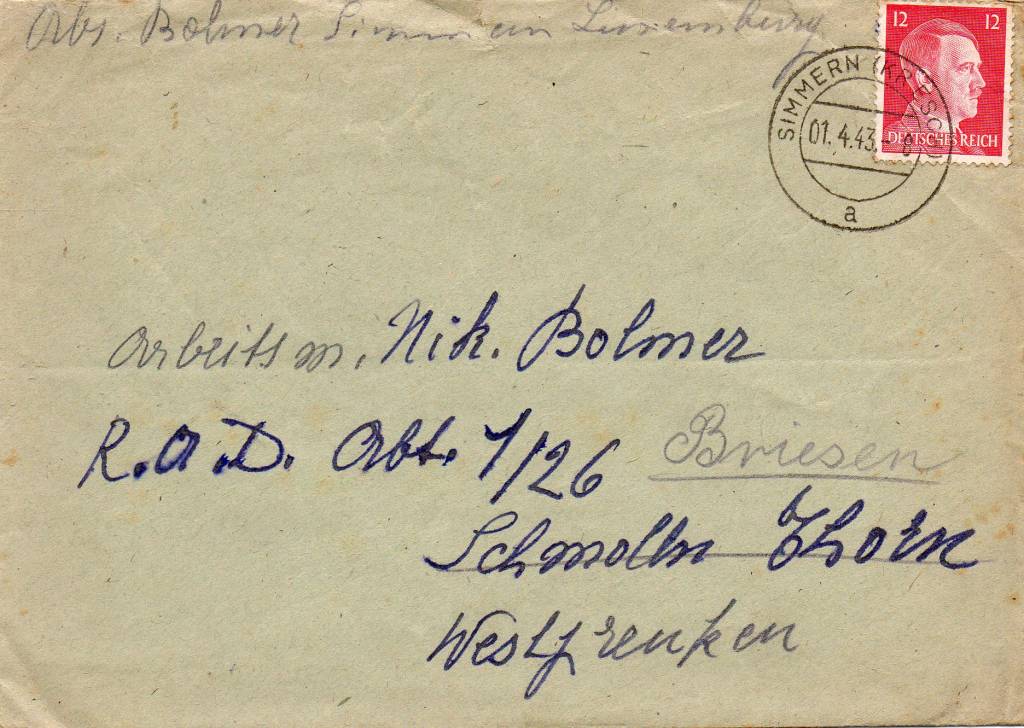 Abs. Bolmer Simmern Luxemburg
12 12
DEUTSCHES REICH
SIMMERN
01.4.43
a
Arbeitsm. Nik. Bolmer
R.A.D. Abt. 7/26 Briesen
Schmolln Thorn
Westpreußen